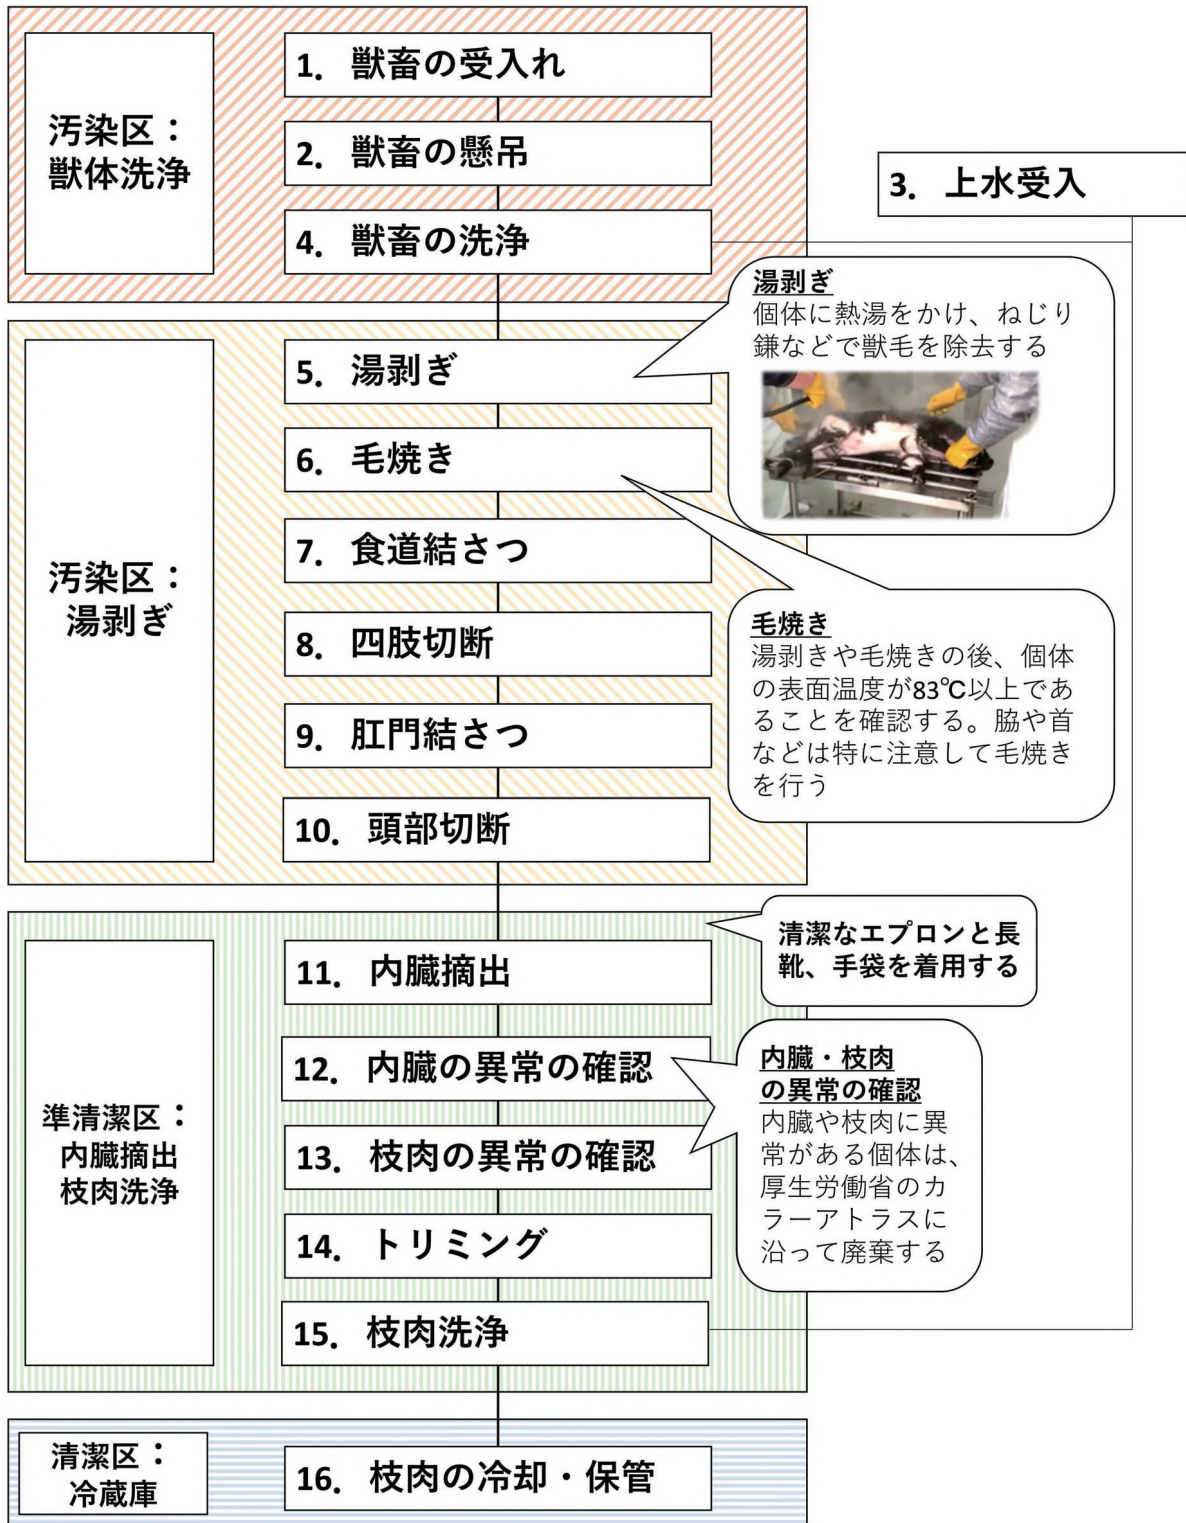 汚染区：
獣体洗浄
1. 獣畜の受入れ
2. 獣畜の懸吊
3. 上水受入
4. 獣畜の洗浄
汚染区：
湯剥ぎ
5. 湯剥ぎ
湯剥ぎ
個体に熱湯をかけ、ねじり
鎌などで獣毛を除去する
6. 毛焼き
毛焼き
湯剥きや毛焼きの後、個体
の表面温度が83℃以上であ
ることを確認する。脇や首
などは特に注意して毛焼き
を行う
7. 食道結さつ
8. 四肢切断
9. 肛門結さつ
10. 頭部切断
準清潔区：
内臓摘出
枝肉洗浄
清潔なエプロンと長
靴、手袋を着用する
11. 内臓摘出
12. 内臓の異常の確認
内臓・枝肉
の異常の確認
内臓や枝肉に異
常がある個体は、
厚生労働省のカ
ラーアトラスに
沿って廃棄する
13. 枝肉の異常の確認
14. トリミング
15. 枝肉洗浄
清潔区：
冷蔵庫
16. 枝肉の冷却・保管